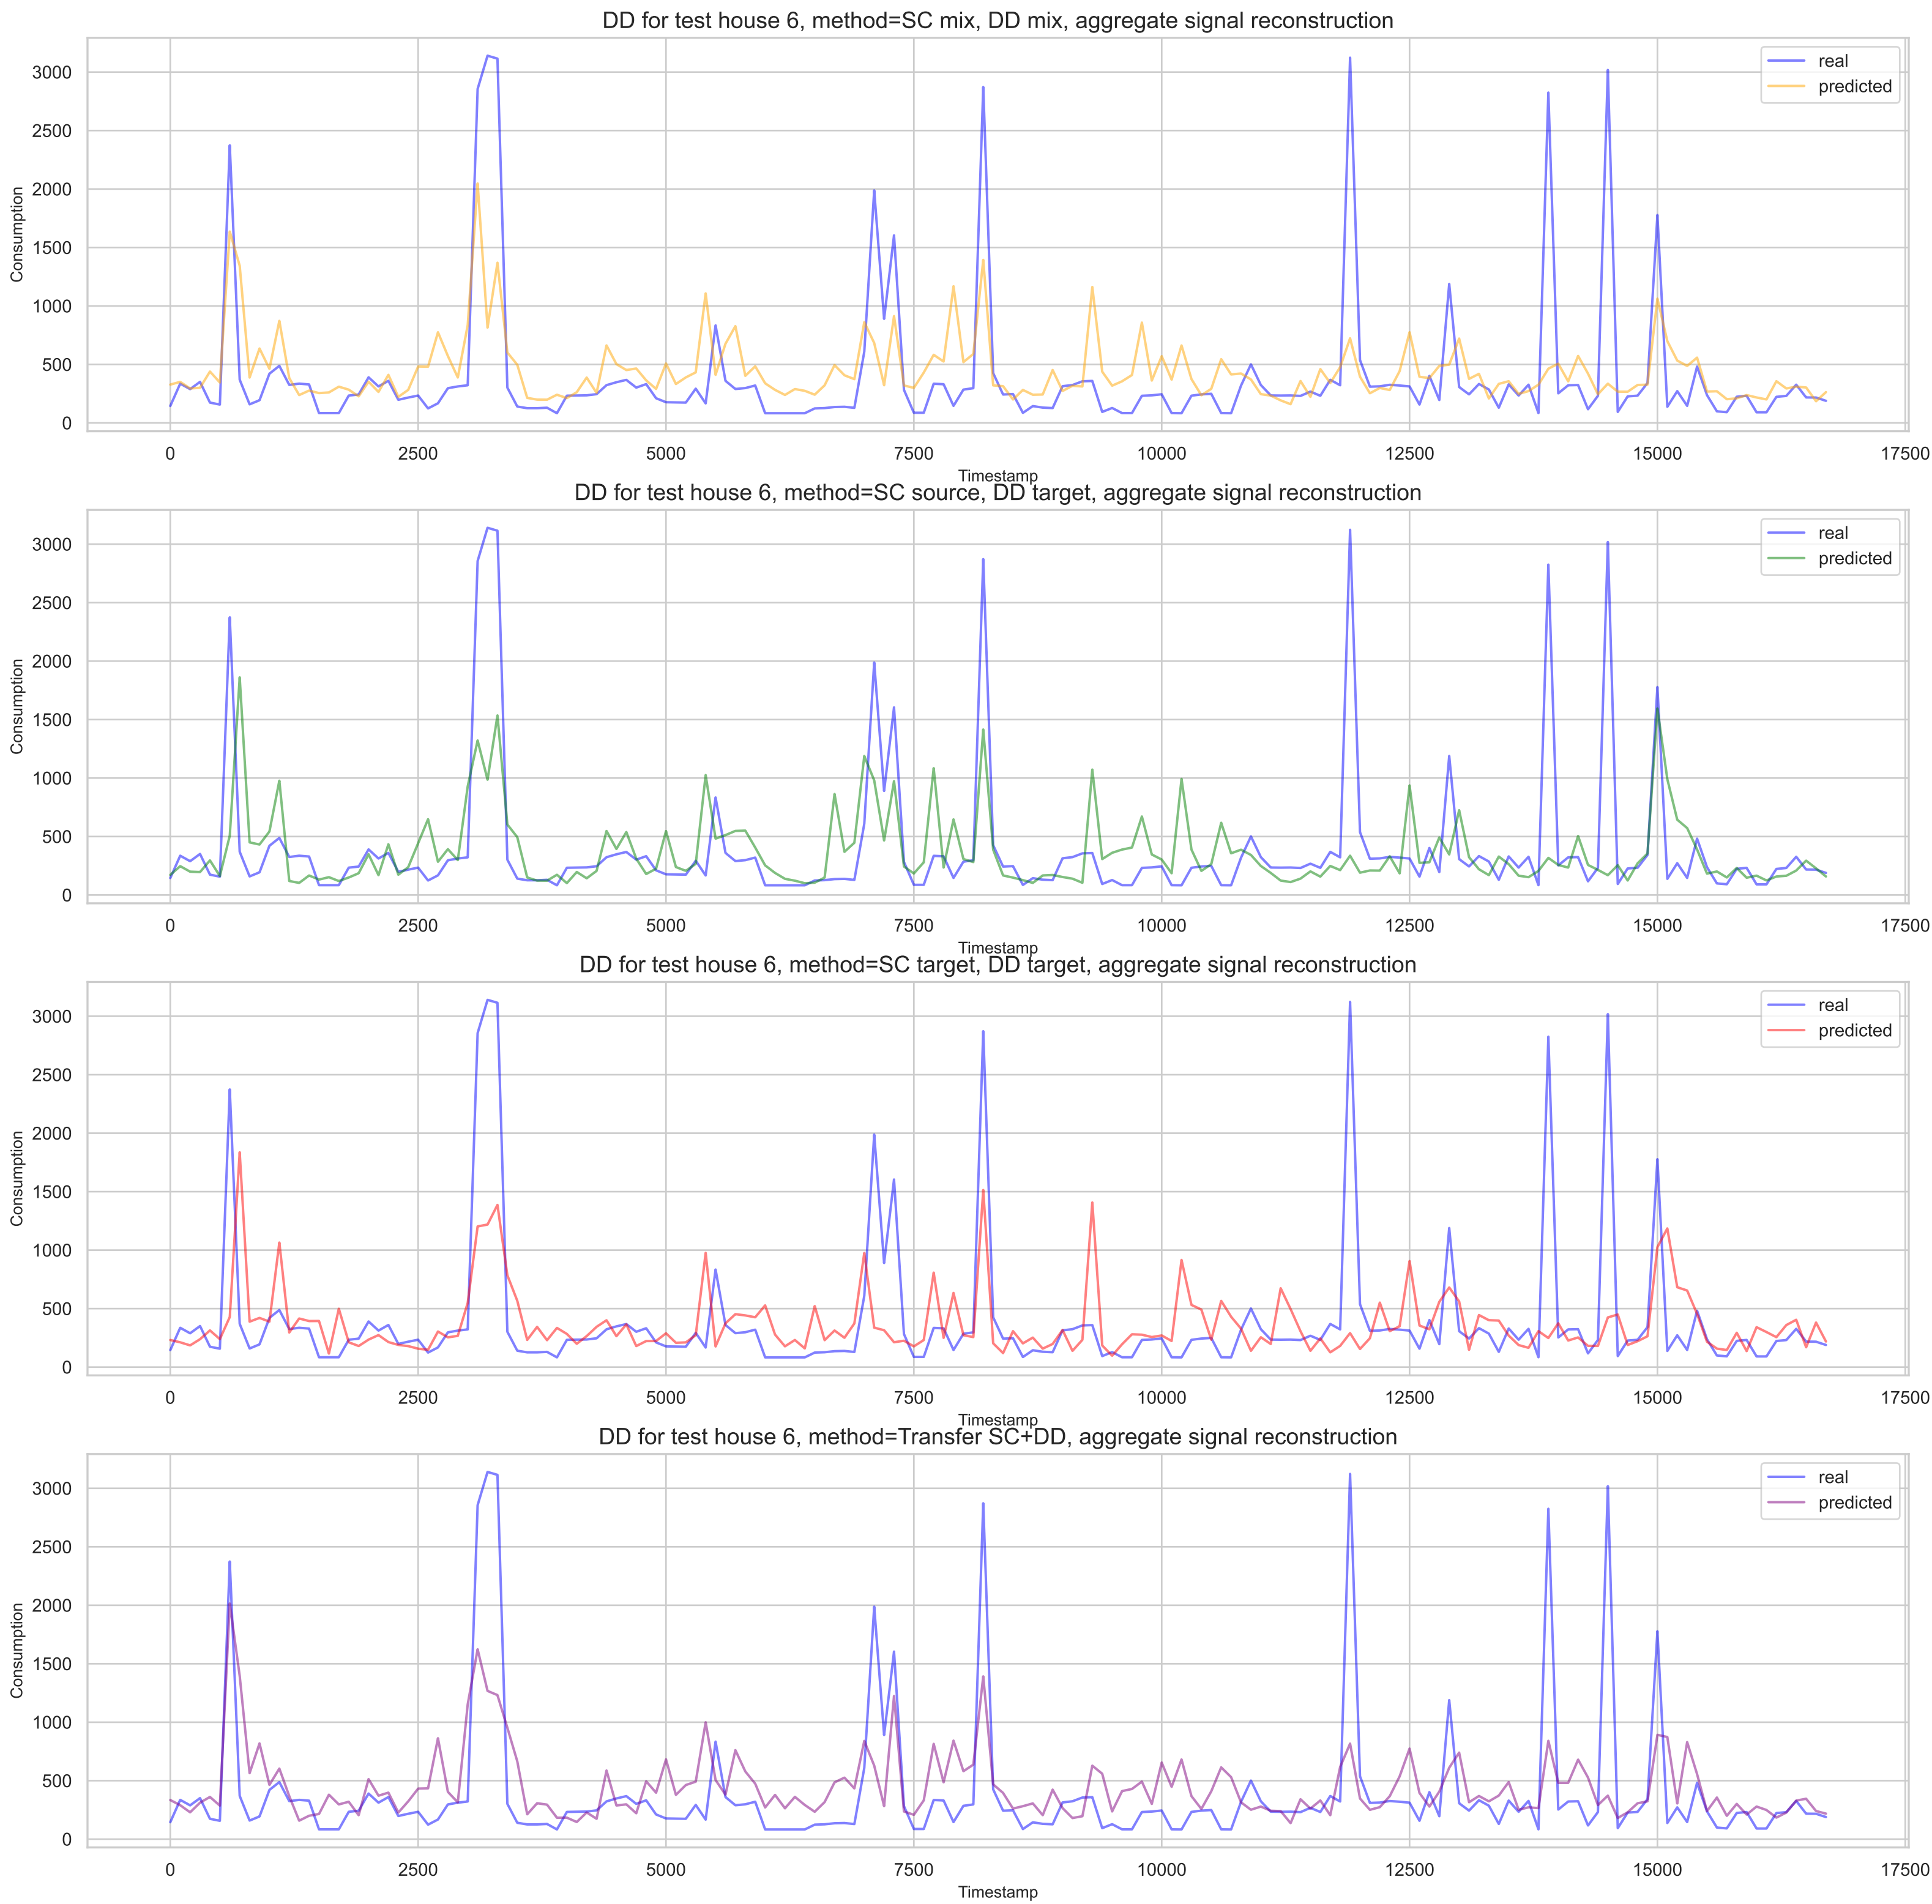 DD for test house 6, method=SC mix, DD mix, aggregate signal reconstruction
real
predicted
3000
2500
2000
1500
1000
500
0
Consumption
0 2500 5000 7500 10000 12500 15000 17500
Timestamp
DD for test house 6, method=SC source, DD target, aggregate signal reconstruction
real
predicted
3000
2500
2000
1500
1000
500
0
Consumption
0 2500 5000 7500 10000 12500 15000 17500
Timestamp
DD for test house 6, method=SC target, DD target, aggregate signal reconstruction
real
predicted
3000
2500
2000
1500
1000
500
0
Consumption
0 2500 5000 7500 10000 12500 15000 17500
Timestamp
DD for test house 6, method=Transfer SC+DD, aggregate signal reconstruction
real
predicted
3000
2500
2000
1500
1000
500
0
Consumption
0 2500 5000 7500 10000 12500 15000 17500
Timestamp